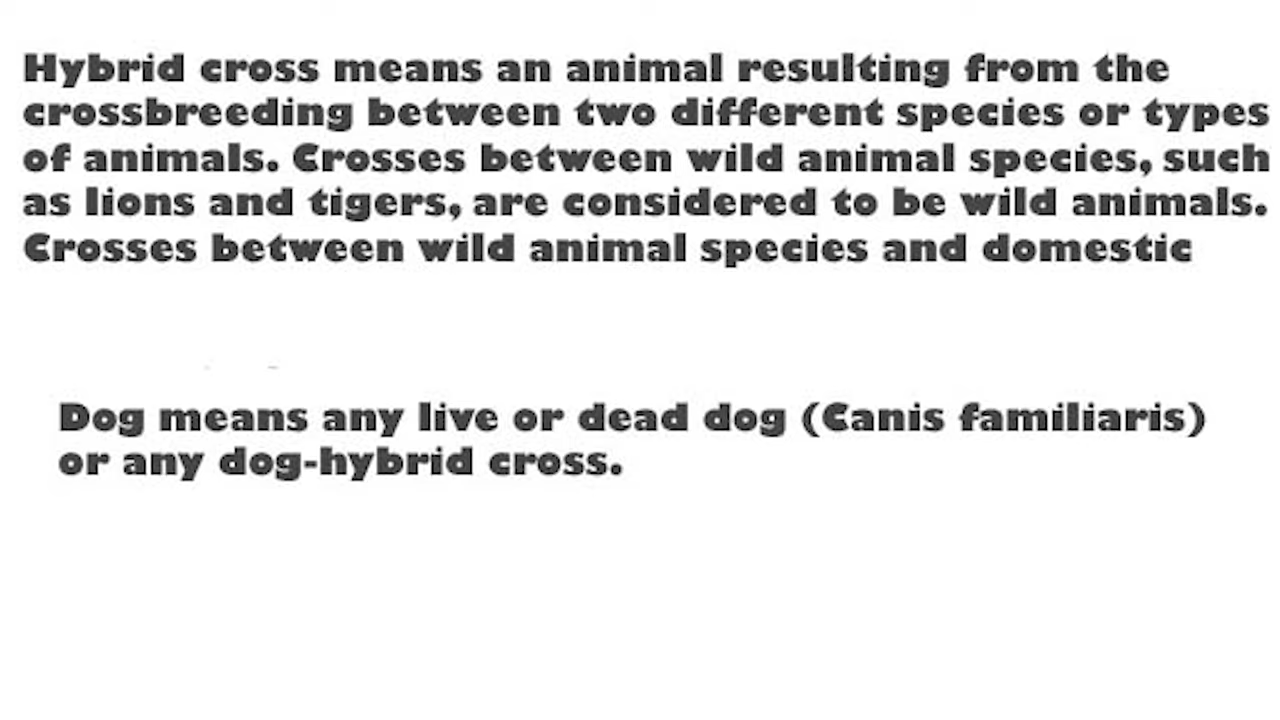 Hybrid cross means an animal resulting from the
crossbreeding between two different species or types
of animals. Crosses between wild animal species, such
as lions and tigers, are considered to be wild animals.
Crosses between wild animal species and domestic
Dog means any live or dead dog (Canis familiaris)
or any dog-hybrid cross.